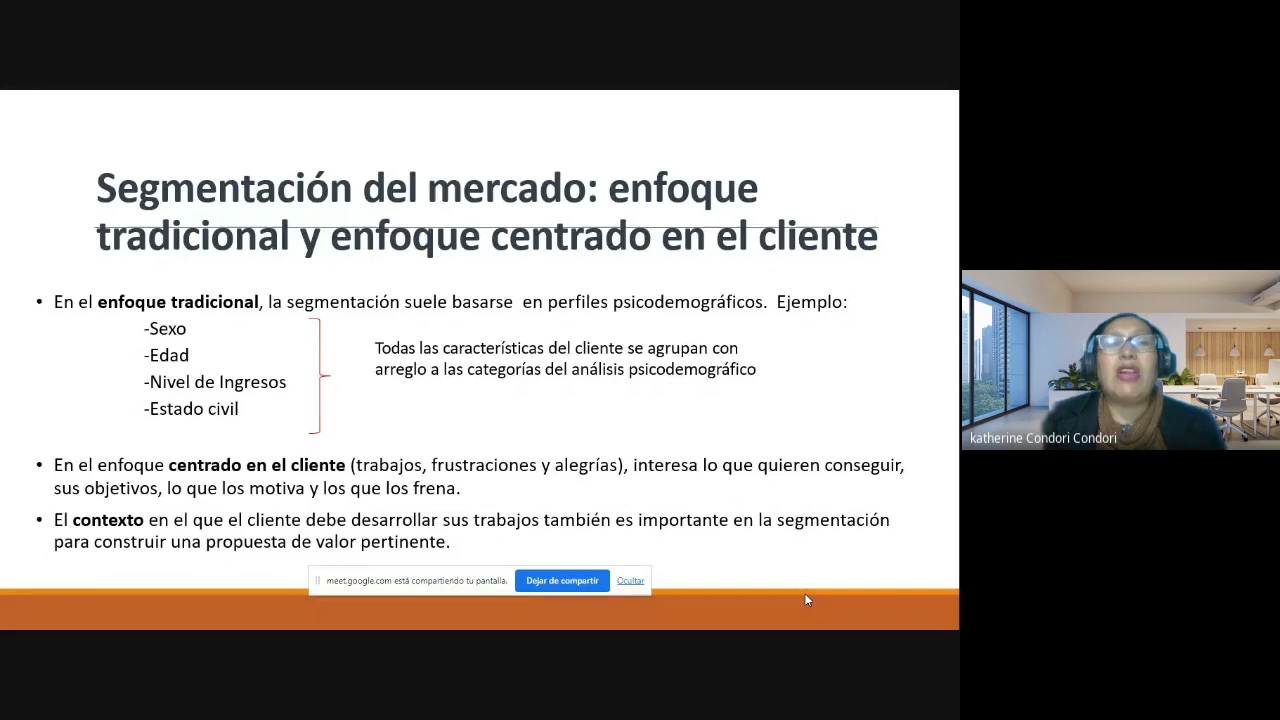 Segmentación del mercado: enfoque
tradicional y enfoque centrado en el cliente
• En el enfoque tradicional, la segmentación suele basarse en perfiles psicodemográficos. Ejemplo:
-Sexo
-Edad
-Nivel de Ingresos
-Estado civil
Todas las características del cliente se agrupan con
arreglo a las categorías del análisis psicodemográfico
• En el enfoque centrado en el cliente (trabajos, frustraciones y alegrías), interesa lo que quieren conseguir,
sus objetivos, lo que los motiva y los que los frena.
• El contexto en el que el cliente debe desarrollar sus trabajos también es importante en la segmentación
para construir una propuesta de valor pertinente.
meet.google.com está compartiendo tu pantalla. Dejar de compartir Ocultar
katherine Condori Condori